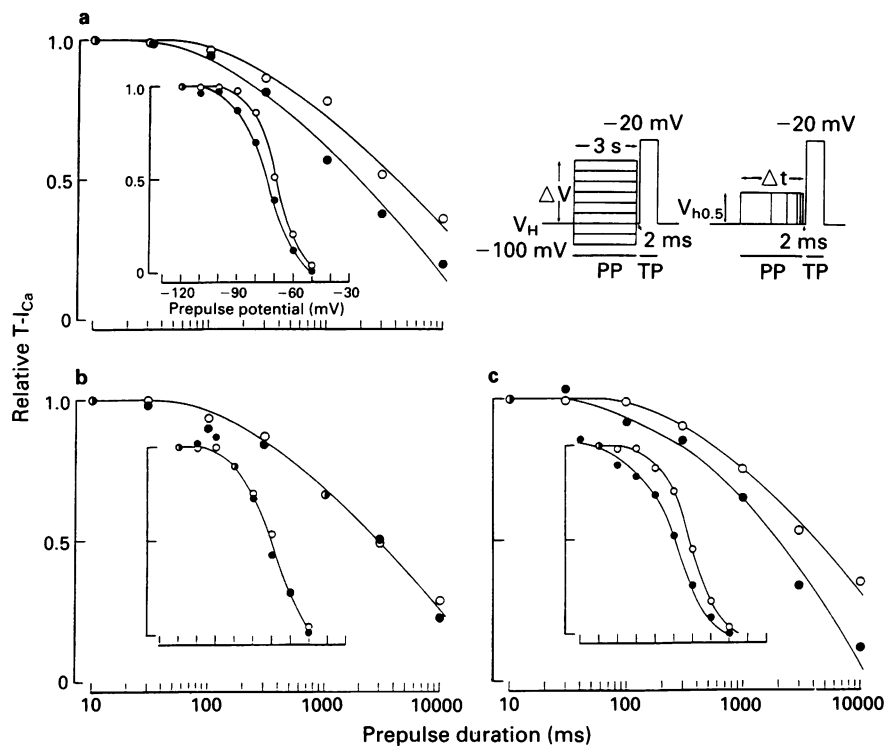 a
1.0
0.5
0
1.0
0.5
0
−120 −90 −60 −30
Prepulse potential (mV)
−20 mV
−3 s
ΔV
V_H
−100 mV
2 ms
PP TP
−20 mV
Δt
V_h0.5
2 ms
PP TP
Relative T-I_Ca
b
1.0
0.5
0
10 100 1000 10000
c
10 100 1000 10000
Prepulse duration (ms)